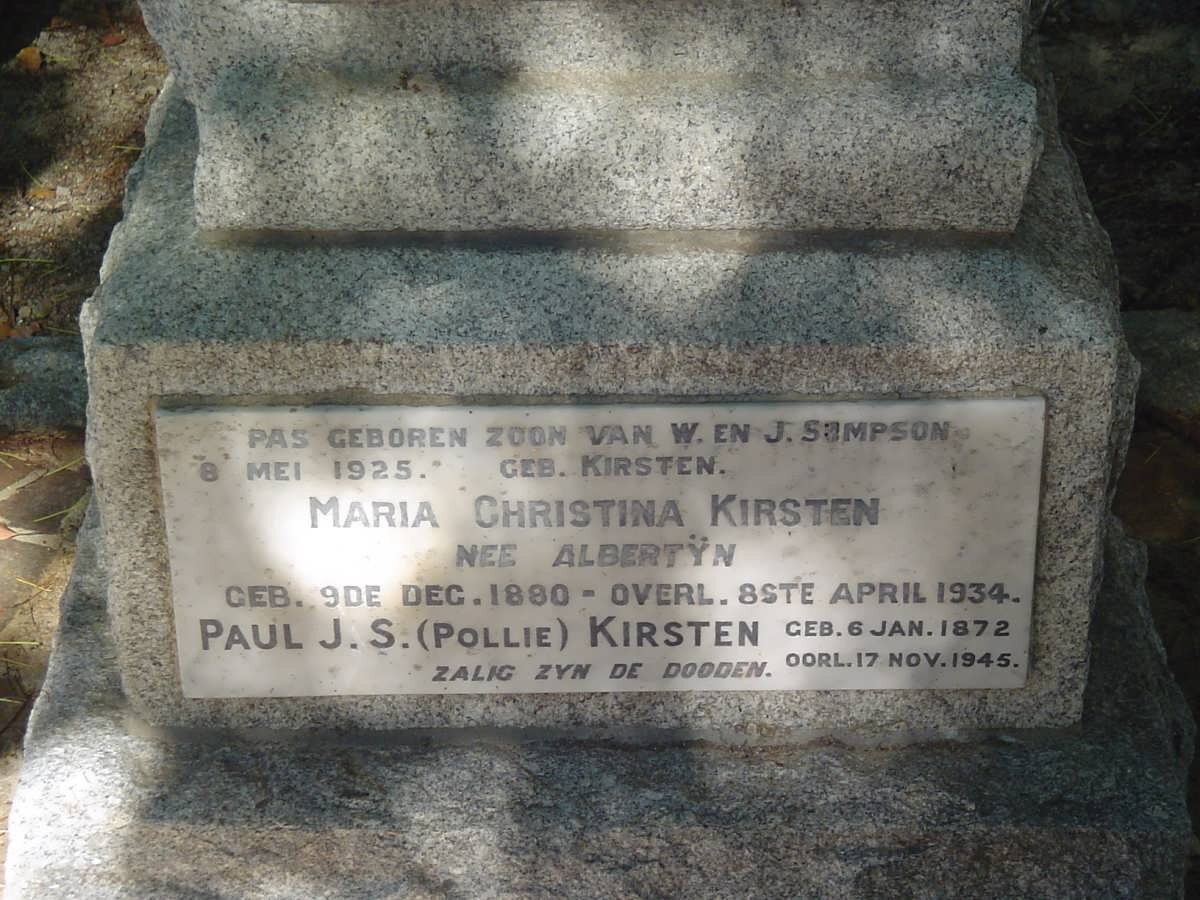 PAS GEBOREN ZOON VAN W. EN J. SIMPSON
8 MEI 1925. GEB. KIRSTEN.
MARIA CHRISTINA KIRSTEN
NEE ALBERTŸN
GEB. 9DE DEC. 1880 - OVERL. 8STE APRIL 1934.
PAUL J. S. (POLLIE) KIRSTEN GEB. 6 JAN. 1872
OORL. 17 NOV. 1945.
ZALIG ZYN DE DOODEN.